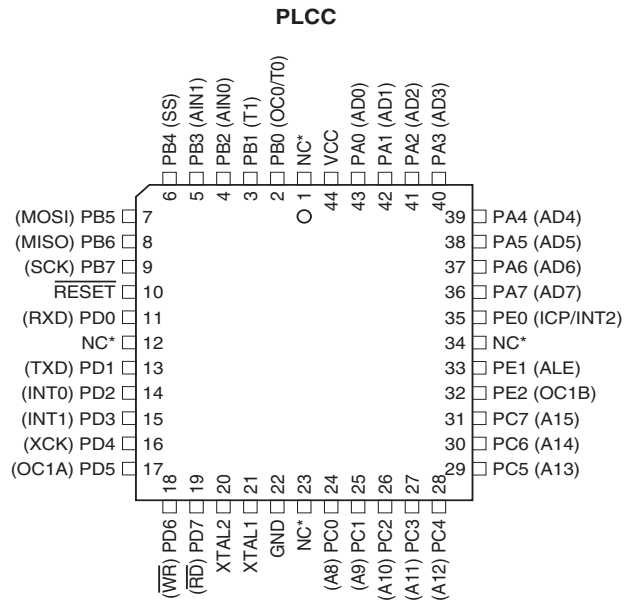 PLCC
PB4 (SS)
PB3 (AIN1)
PB2 (AIN0)
PB1 (T1)
PB0 (OC0/T0)
NC*
VCC
PA0 (AD0)
PA1 (AD1)
PA2 (AD2)
PA3 (AD3)
6
5
4
3
2
1
44
43
42
41
40
(MOSI) PB5 7
(MISO) PB6 8
(SCK) PB7 9
RESET 10
(RXD) PD0 11
NC* 12
(TXD) PD1 13
(INT0) PD2 14
(INT1) PD3 15
(XCK) PD4 16
(OC1A) PD5 17
39 PA4 (AD4)
38 PA5 (AD5)
37 PA6 (AD6)
36 PA7 (AD7)
35 PE0 (ICP/INT2)
34 NC*
33 PE1 (ALE)
32 PE2 (OC1B)
31 PC7 (A15)
30 PC6 (A14)
29 PC5 (A13)
18
19
20
21
22
23
24
25
26
27
28
(WR) PD6
(RD) PD7
XTAL2
XTAL1
GND
NC*
(A8) PC0
(A9) PC1
(A10) PC2
(A11) PC3
(A12) PC4